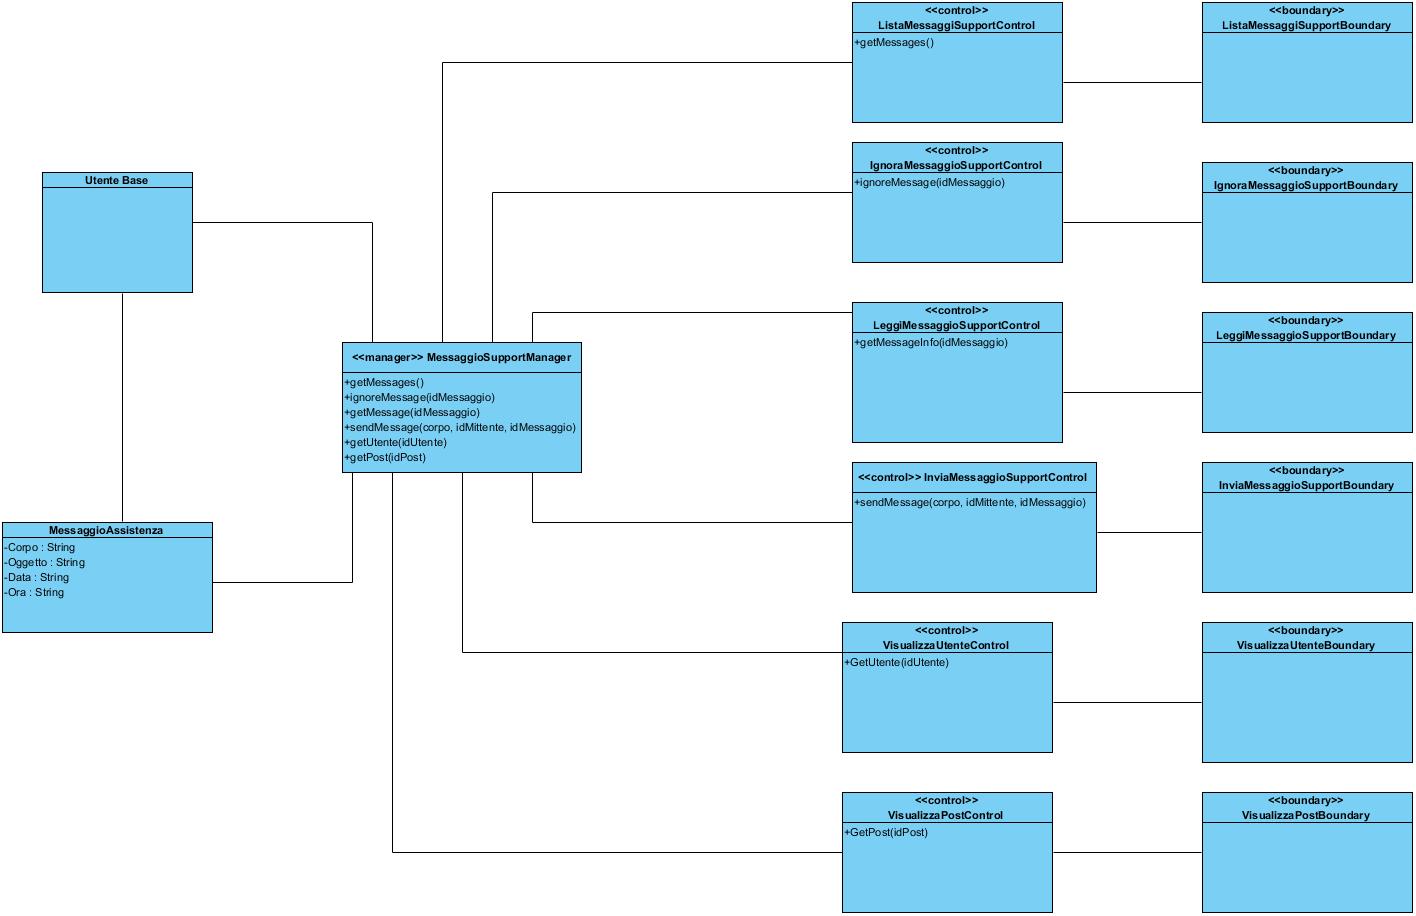 <<control>>
ListaMessaggiSupportControl
+getMessages()
<<boundary>>
ListaMessaggiSupportBoundary
<<control>>
IgnoraMessaggioSupportControl
+ignoreMessage(idMessaggio)
<<boundary>>
IgnoraMessaggioSupportBoundary
Utente Base
<<control>>
LeggiMessaggioSupportControl
+getMessageInfo(idMessaggio)
<<boundary>>
LeggiMessaggioSupportBoundary
<<manager>> MessaggioSupportManager
+getMessages()
+ignoreMessage(idMessaggio)
+getMessage(idMessaggio)
+sendMessage(corpo, idMittente, idMessaggio)
+getUtente(idUtente)
+getPost(idPost)
<<control>> InviaMessaggioSupportControl
+sendMessage(corpo, idMittente, idMessaggio)
<<boundary>>
InviaMessaggioSupportBoundary
MessaggioAssistenza
-Corpo : String
-Oggetto : String
-Data : String
-Ora : String
<<control>>
VisualizzaUtenteControl
+GetUtente(idUtente)
<<boundary>>
VisualizzaUtenteBoundary
<<control>>
VisualizzaPostControl
+GetPost(idPost)
<<boundary>>
VisualizzaPostBoundary